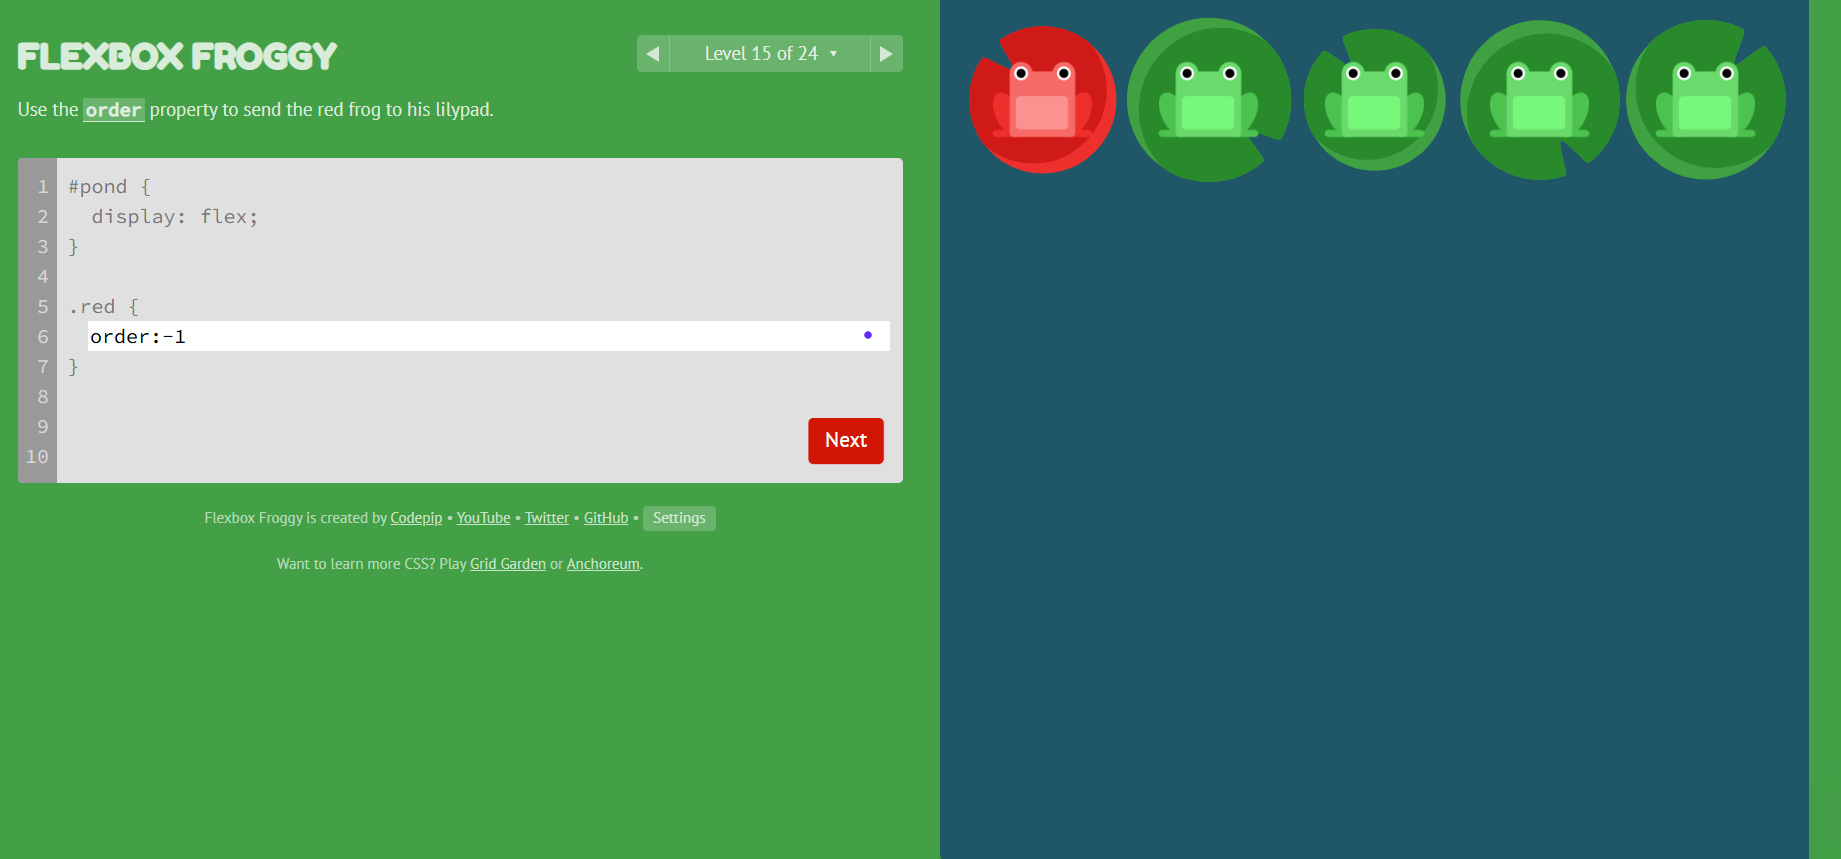 FLEXBOX FROGGY
Level 15 of 24
Use the order property to send the red frog to his lilypad.
1 #pond {
2 display: flex;
3 }
4
5 .red {
6 order:-1
7 }
8
9
10
Next
Flexbox Froggy is created by Codepip • YouTube • Twitter • GitHub • Settings
Want to learn more CSS? Play Grid Garden or Anchoreum.